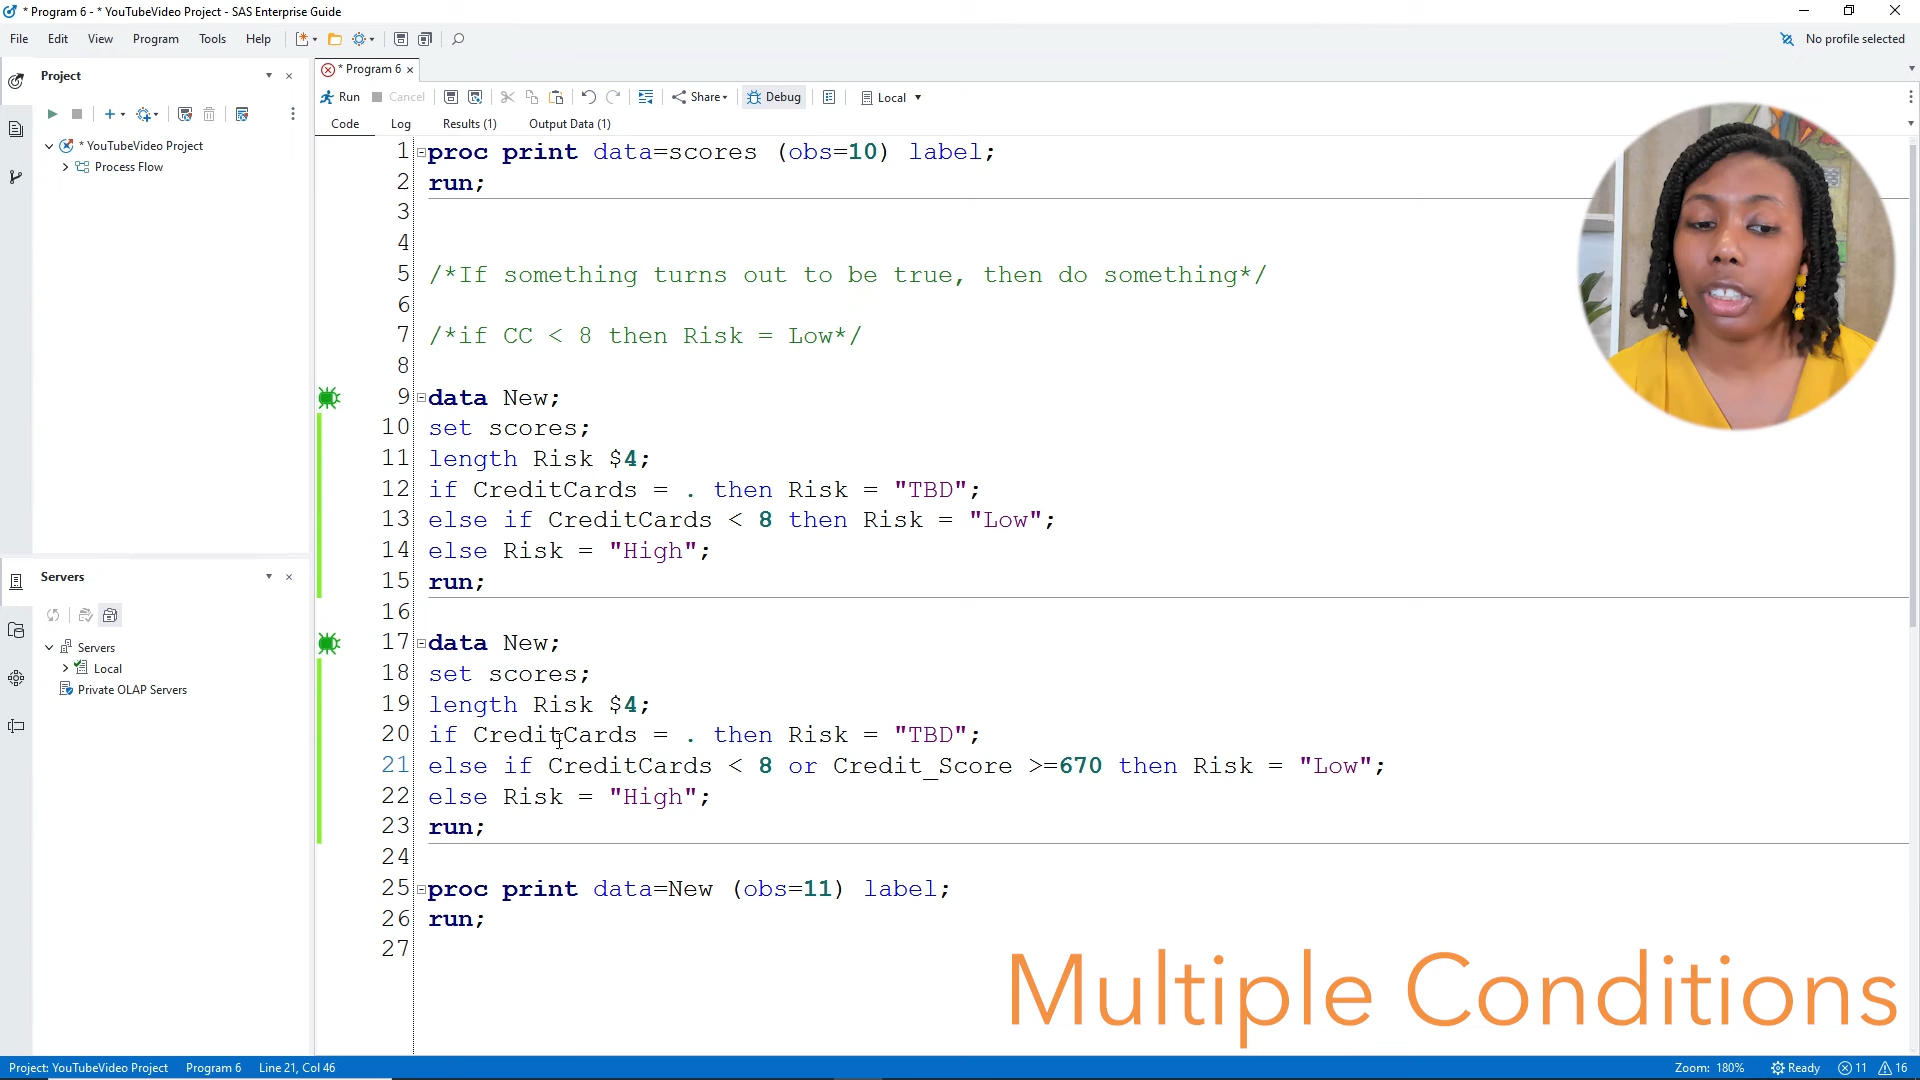 * Program 6 - * YouTubeVideo Project - SAS Enterprise Guide
File Edit View Program Tools Help
No profile selected
Project
* YouTubeVideo Project
Process Flow
Servers
Servers
Local
Private OLAP Servers
* Program 6
Run Cancel Share Debug Local
Code Log Results (1) Output Data (1)
1 proc print data=scores (obs=10) label;
2 run;
3
4
5 /*If something turns out to be true, then do something*/
6
7 /*if CC < 8 then Risk = Low*/
8
9 data New;
10 set scores;
11 length Risk $4;
12 if CreditCards = . then Risk = "TBD";
13 else if CreditCards < 8 then Risk = "Low";
14 else Risk = "High";
15 run;
16
17 data New;
18 set scores;
19 length Risk $4;
20 if CreditCards = . then Risk = "TBD";
21 else if CreditCards < 8 or Credit_Score >=670 then Risk = "Low";
22 else Risk = "High";
23 run;
24
25 proc print data=New (obs=11) label;
26 run;
27
Multiple Conditions
Project: YouTubeVideo Project Program 6 Line 21, Col 46 Zoom: 180% Ready 11 16